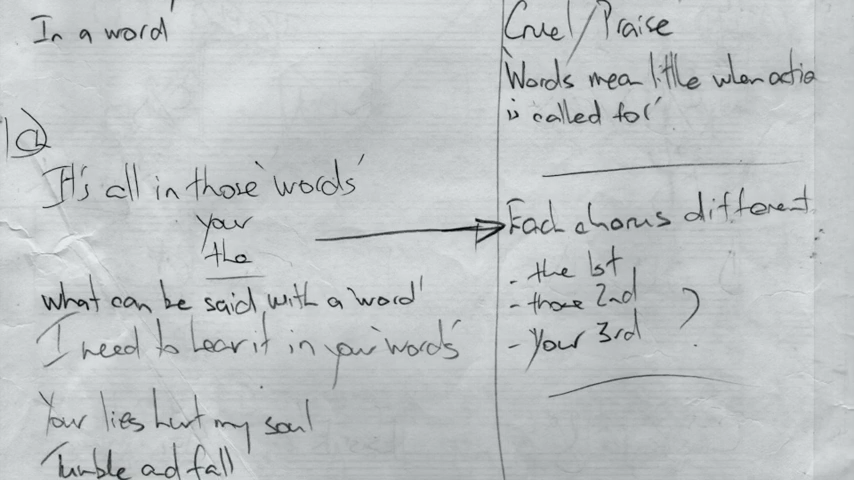 In a word'
1a)
It's all in those 'words'
your
the
what can be said, with a 'word'
I need to hear it in your 'words'
Your lies hurt my soul
Tumble and fall
Cruel/Praise
'Words mean little when actio
is called for'
Each chorus different
- the 1st
- those 2nd
- your 3rd
?